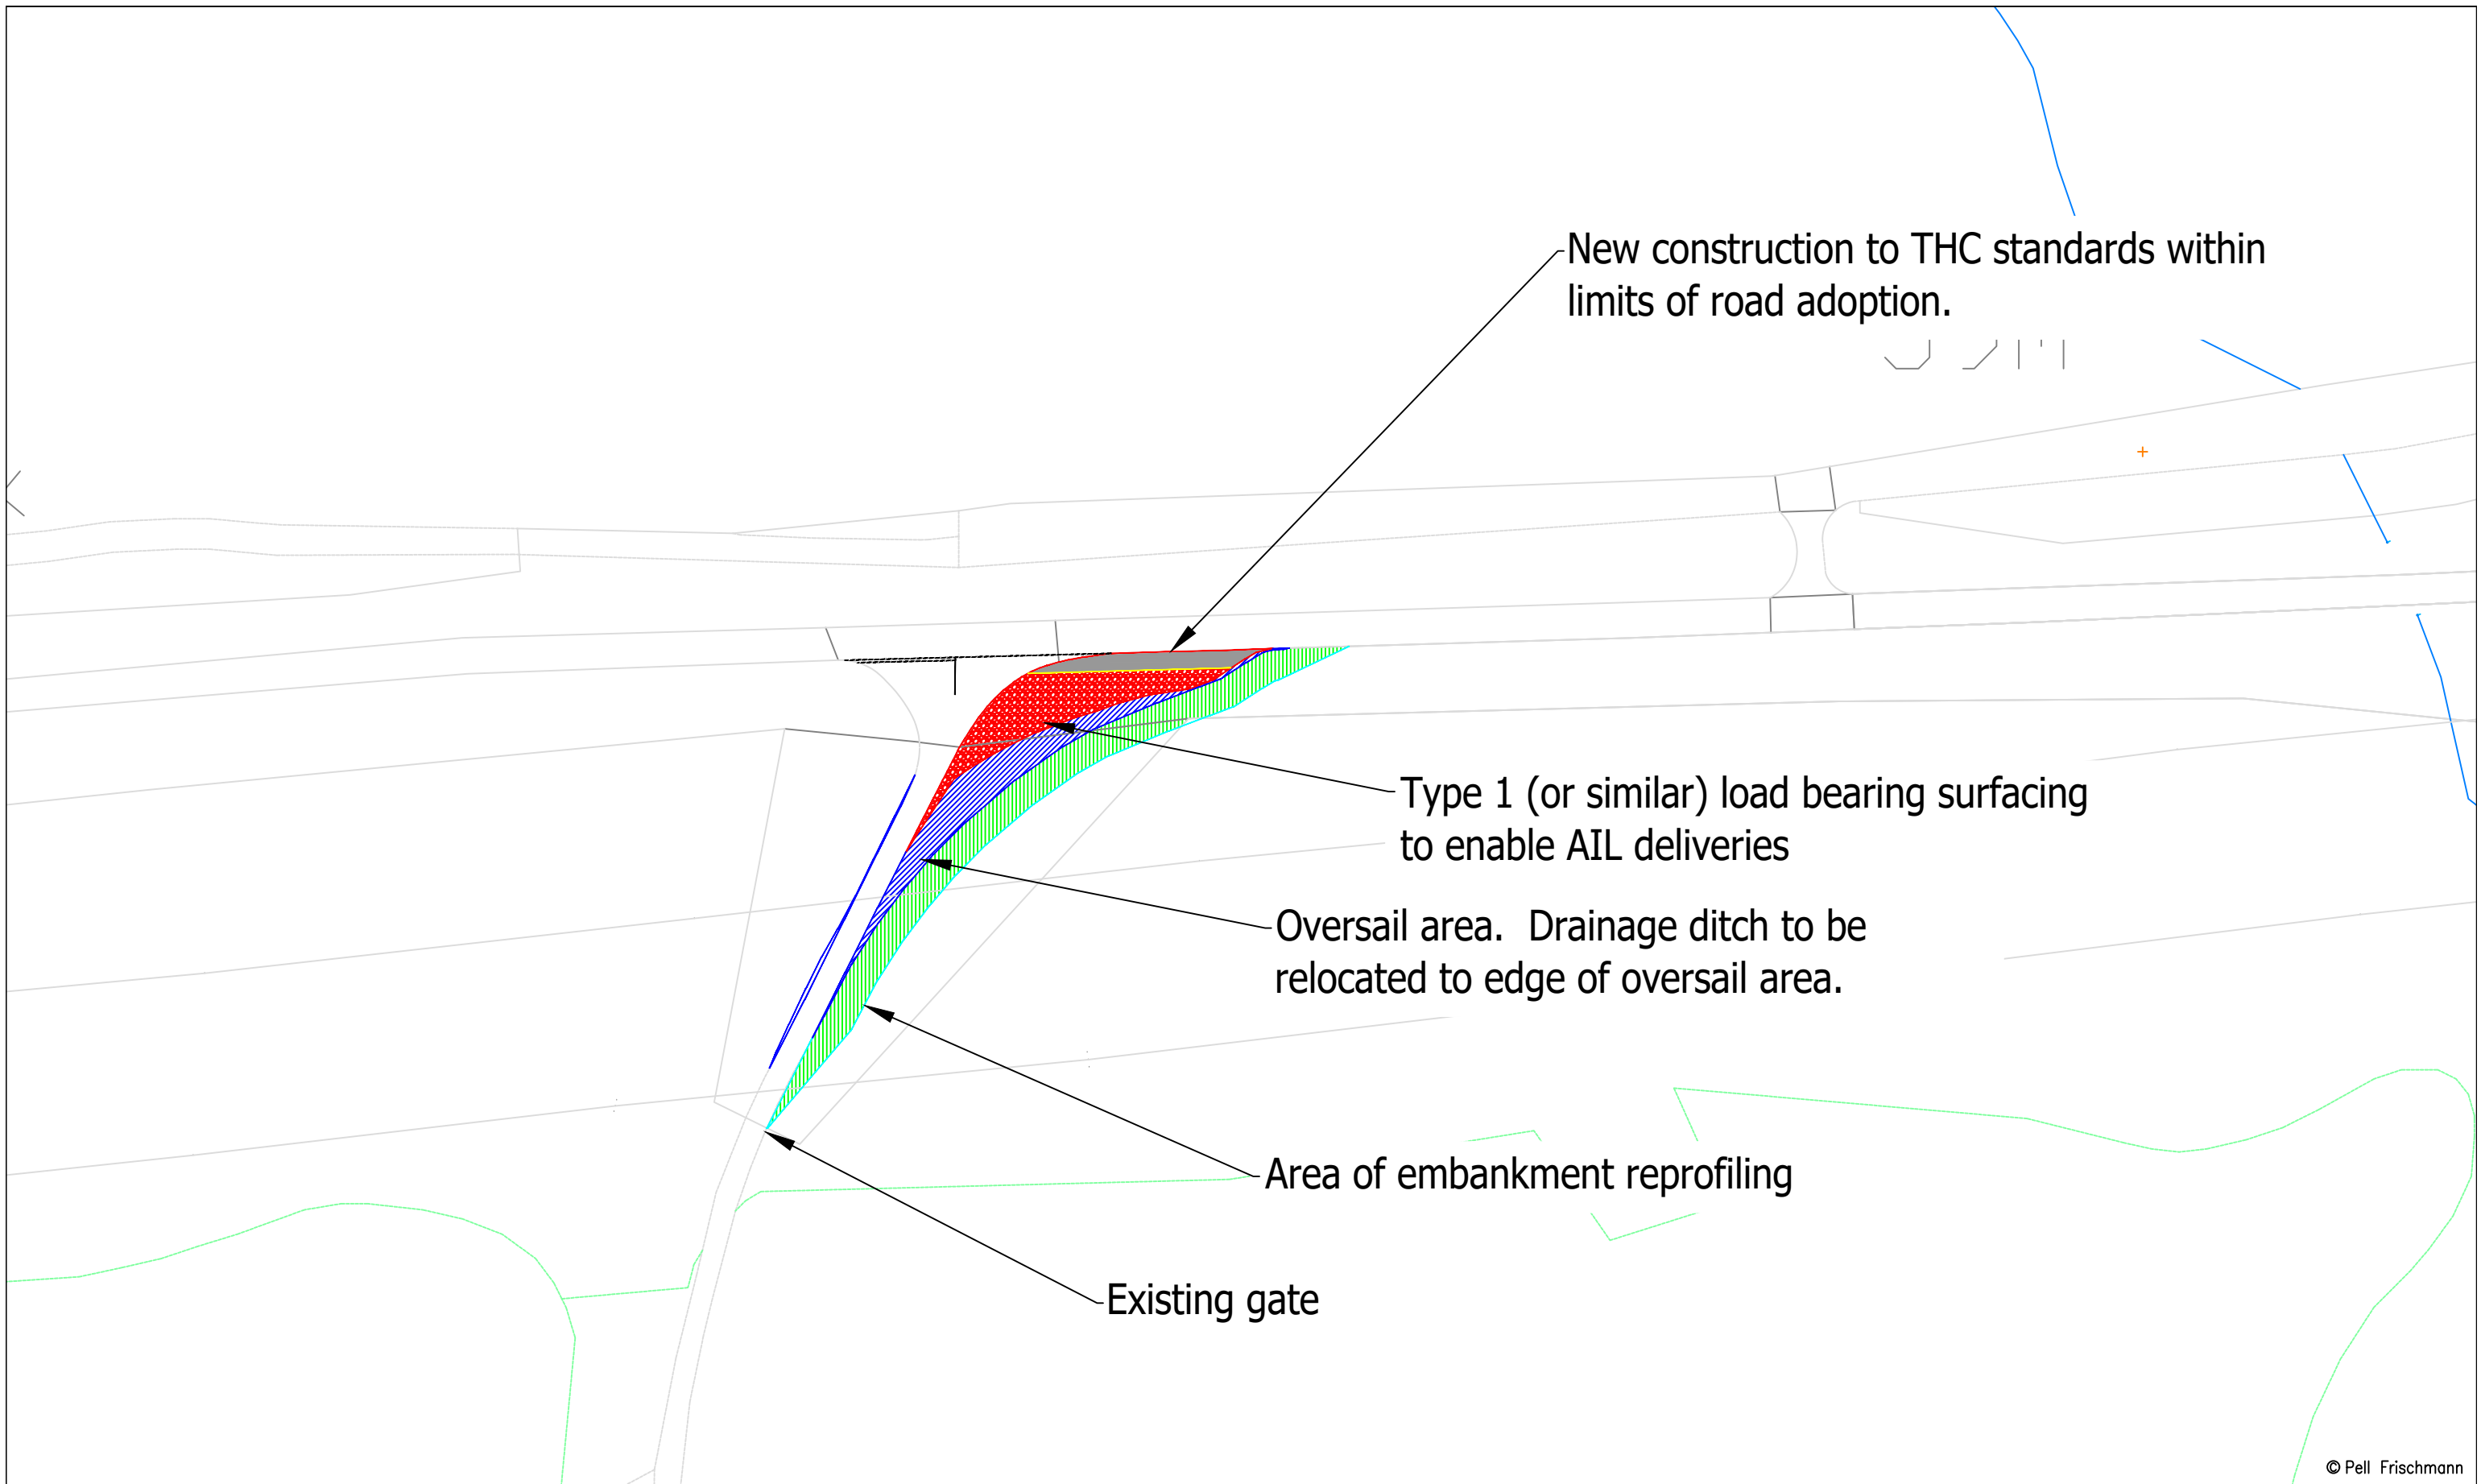 New construction to THC standards within
limits of road adoption.
Type 1 (or similar) load bearing surfacing
to enable AIL deliveries
Oversail area. Drainage ditch to be
relocated to edge of oversail area.
Area of embankment reprofiling
Existing gate
© Pell Frischmann